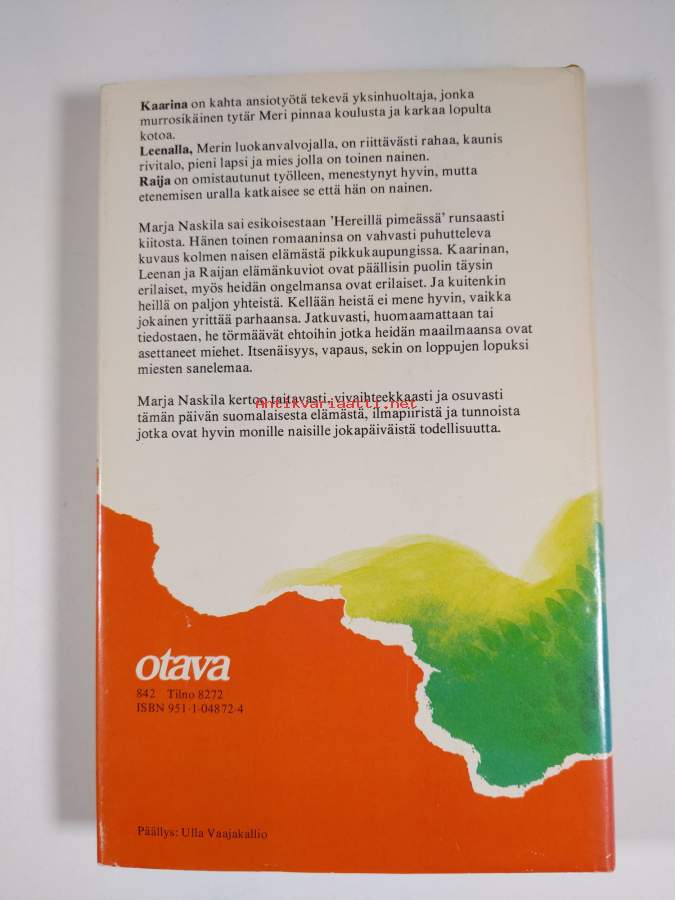 Kaarina on kahta ansiotyötä tekevä yksinhuoltaja, jonka
murrosikäinen tytär Meri pinnaa koulusta ja karkaa lopulta
kotoa.
Leenalla, Merin luokanvalvojalla, on riittävästi rahaa, kaunis
rivitalo, pieni lapsi ja mies jolla on toinen nainen.
Raija on omistautunut työlleen, menestynyt hyvin, mutta
etenemisen uralla katkaisee se että hän on nainen.
Marja Naskila sai esikoisestaan 'Hereillä pimeässä' runsaasti
kiitosta. Hänen toinen romaaninsa on vahvasti puhutteleva
kuvaus kolmen naisen elämästä pikkukaupungissa. Kaarinan,
Leenan ja Raijan elämänkuviot ovat päällisin puolin täysin
erilaiset, myös heidän ongelmansa ovat erilaiset. Ja kuitenkin
heillä on paljon yhteistä. Kellään heistä ei mene hyvin, vaikka
jokainen yrittää parhaansa. Jatkuvasti, huomaamattaan tai
tiedostaen, he törmäävät ehtoihin jotka heidän maailmaansa ovat
asettaneet miehet. Itsenäisyys, vapaus, sekin on loppujen lopuksi
miesten sanelemaa.
Marja Naskila kertoo taitavasti, vivaihteekkaasti ja osuvasti
Antikvariaatti.net
tämän päivän suomalaisesta elämästä, ilmapiiristä ja tunnoista
jotka ovat hyvin monille naisille jokapäiväistä todellisuutta.
otava
842 Tilno 8272
ISBN 951-1-04872-4
Päällys: Ulla Vaajakallio